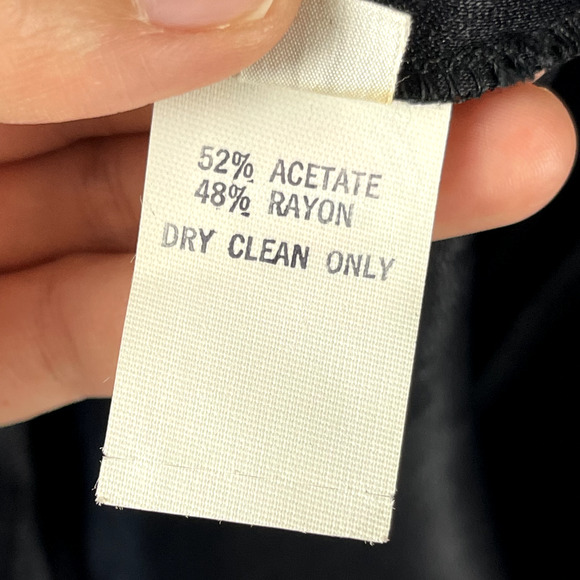 52% ACETATE
48% RAYON
DRY CLEAN ONLY